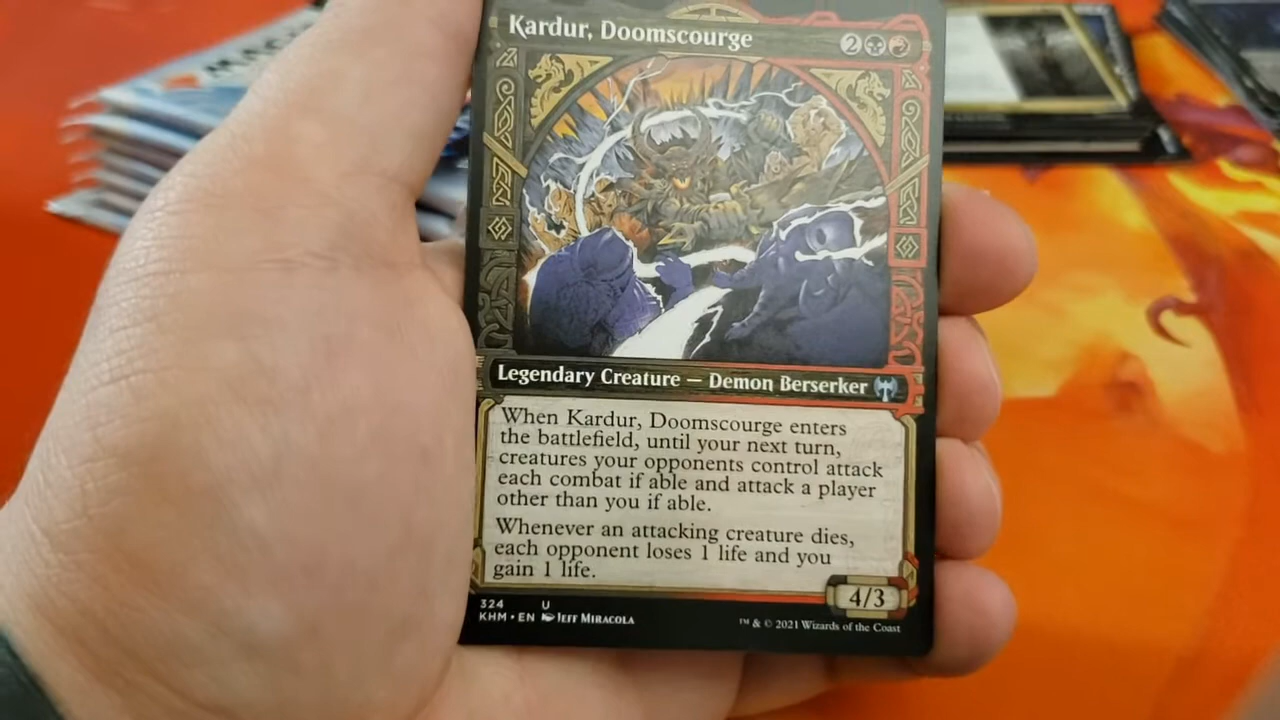 Kardur, Doomscourge 2
Legendary Creature — Demon Berserker
When Kardur, Doomscourge enters
the battlefield, until your next turn,
creatures your opponents control attack
each combat if able and attack a player
other than you if able.
Whenever an attacking creature dies,
each opponent loses 1 life and you
gain 1 life.
4/3
324 U
KHM • EN Jeff Miracola
™ & © 2021 Wizards of the Coast